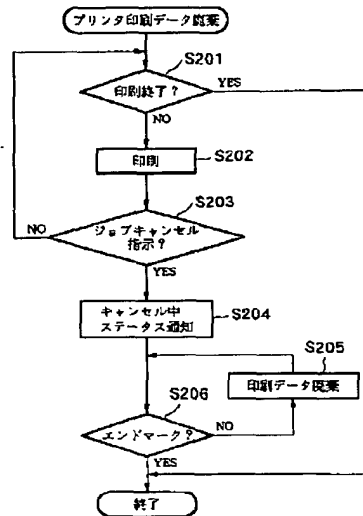 プリンタ印刷データ廃棄
S201
印刷終了?
YES
NO
印刷
S202
S203
ジョブキャンセル
指示?
NO
YES
キャンセル中
ステータス通知
S204
S205
印刷データ廃棄
S206
エンドマーク?
NO
YES
終了